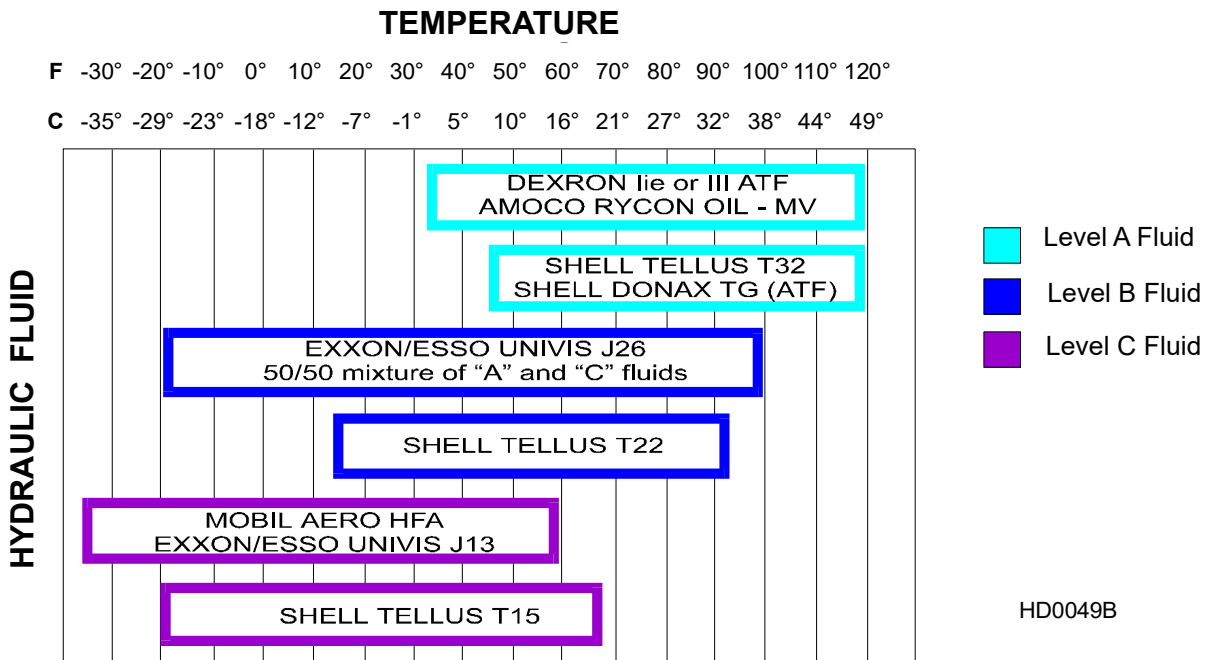 TEMPERATURE
F -30° -20° -10° 0° 10° 20° 30° 40° 50° 60° 70° 80° 90° 100° 110° 120°
C -35° -29° -23° -18° -12° -7° -1° 5° 10° 16° 21° 27° 32° 38° 44° 49°
HYDRAULIC FLUID
DEXRON Iie or III ATF
AMOCO RYCON OIL - MV
SHELL TELLUS T32
SHELL DONAX TG (ATF)
EXXON/ESSO UNIVIS J26
50/50 mixture of “A” and “C” fluids
SHELL TELLUS T22
MOBIL AERO HFA
EXXON/ESSO UNIVIS J13
SHELL TELLUS T15
Level A Fluid
Level B Fluid
Level C Fluid
HD0049B